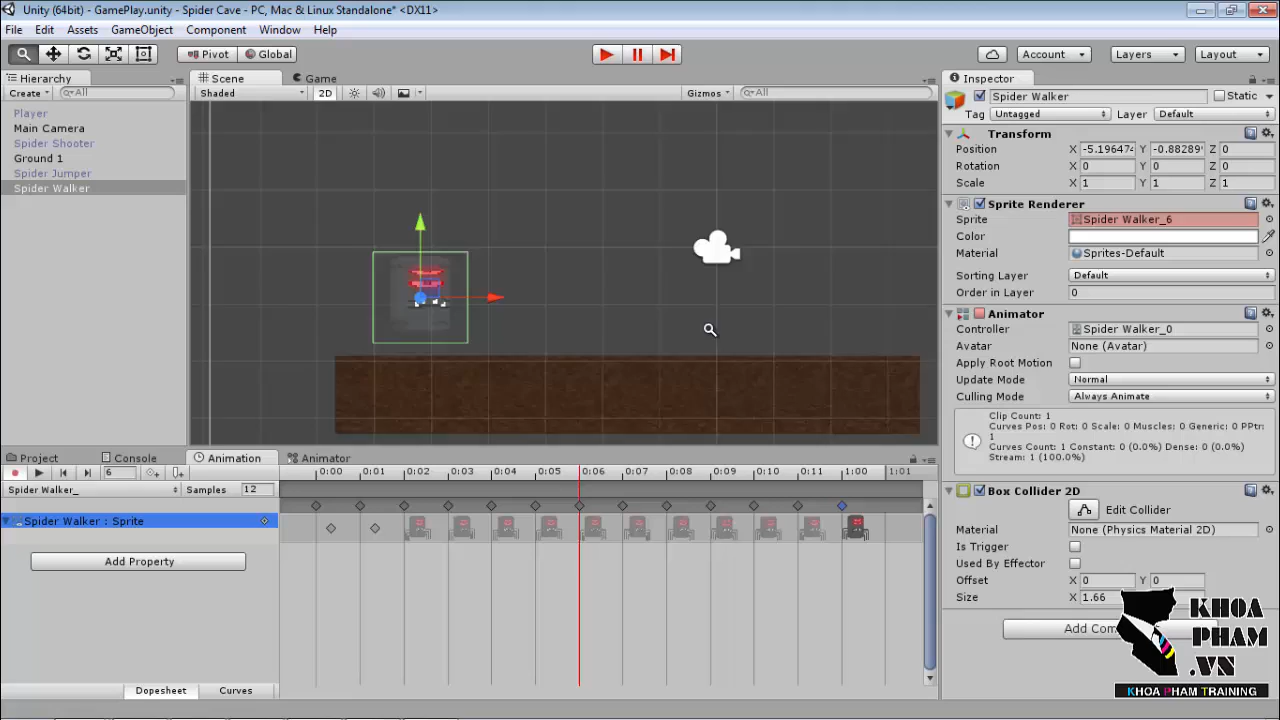 Unity (64bit) - GamePlay.unity - Spider Cave - PC, Mac & Linux Standalone* <DX11>
File Edit Assets GameObject Component Window Help
Pivot Global Account Layers Layout
Hierarchy
Create All
Player
Main Camera
Spider Shooter
Ground 1
Spider Jumper
Spider Walker
Scene Game
Shaded 2D Gizmos All
Inspector
Spider Walker Static
Tag Untagged Layer Default
Transform
Position X -5.196474 Y -0.88289 Z 0
Rotation X 0 Y 0 Z 0
Scale X 1 Y 1 Z 1
Sprite Renderer
Sprite Spider Walker_6
Color
Material Sprites-Default
Sorting Layer Default
Order in Layer 0
Animator
Controller Spider Walker_0
Avatar None (Avatar)
Apply Root Motion
Update Mode Normal
Culling Mode Always Animate
Clip Count: 1
Curves Pos: 0 Rot: 0 Scale: 0 Muscles: 0 Generic: 0 PPtr:
1
Curves Count: 1 Constant: 0 (0.0%) Dense: 0 (0.0%)
Stream: 1 (100.0%)
Box Collider 2D
Edit Collider
Material None (Physics Material 2D)
Is Trigger
Used By Effector
Offset X 0 Y 0
Size X 1.66
Add Com
Project Console Animation Animator
6 0:00 0:01 0:02 0:03 0:04 0:05 0:06 0:07 0:08 0:09 0:10 0:11 1:00 1:01
Spider Walker_ Samples 12
Spider Walker : Sprite
Add Property
Dopesheet Curves
KHOA
PHAM
.VN
KHOA PHAM TRAINING